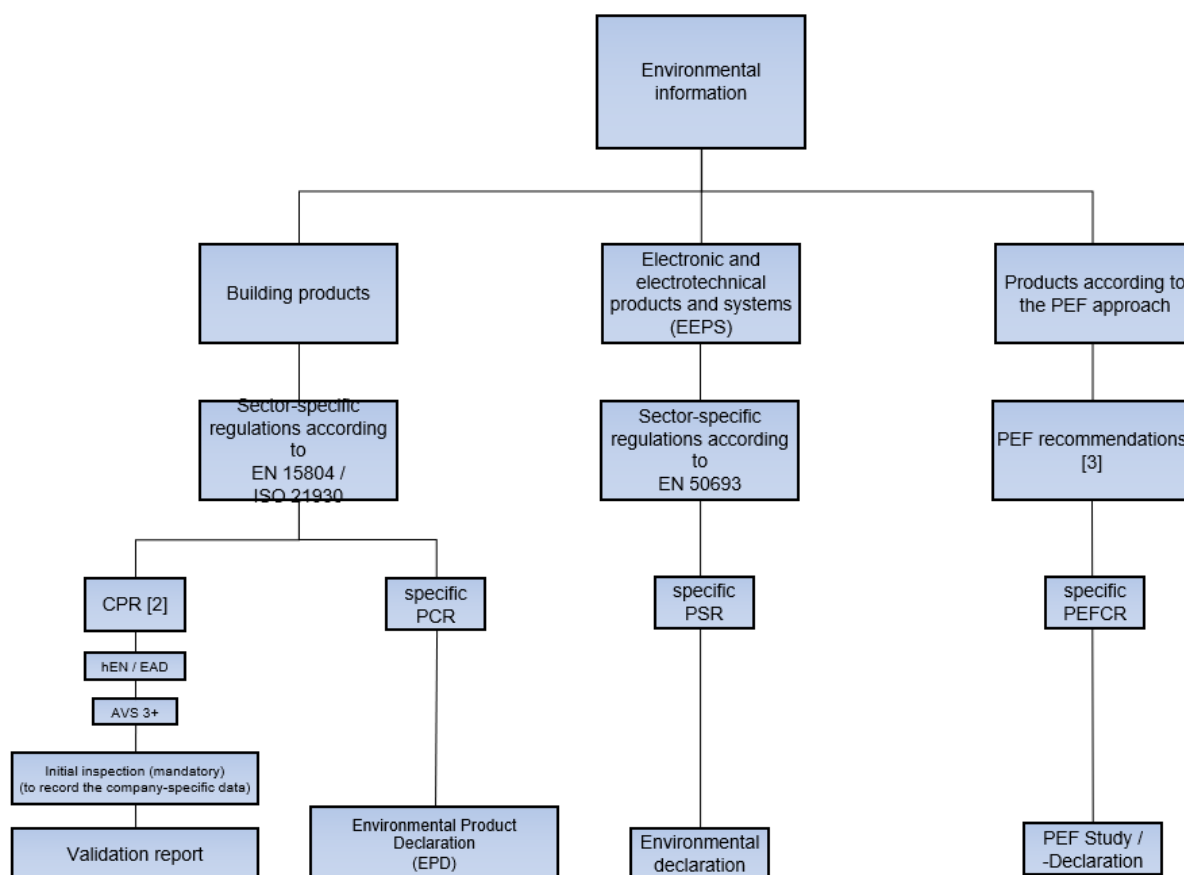 Environmental
information
Building products
Electronic and
electrotechnical
products and systems
(EEPS)
Products according to
the PEF approach
Sector-specific
regulations according
to
EN 15804 /
ISO 21930
Sector-specific
regulations according
to
EN 50693
PEF recommendations
[3]
CPR [2]
specific
PCR
specific
PSR
specific
PEFCR
hEN / EAD
AVS 3+
Initial inspection (mandatory)
(to record the company-specific data)
Validation report
Environmental Product
Declaration
(EPD)
Environmental
declaration
PEF Study /
-Declaration